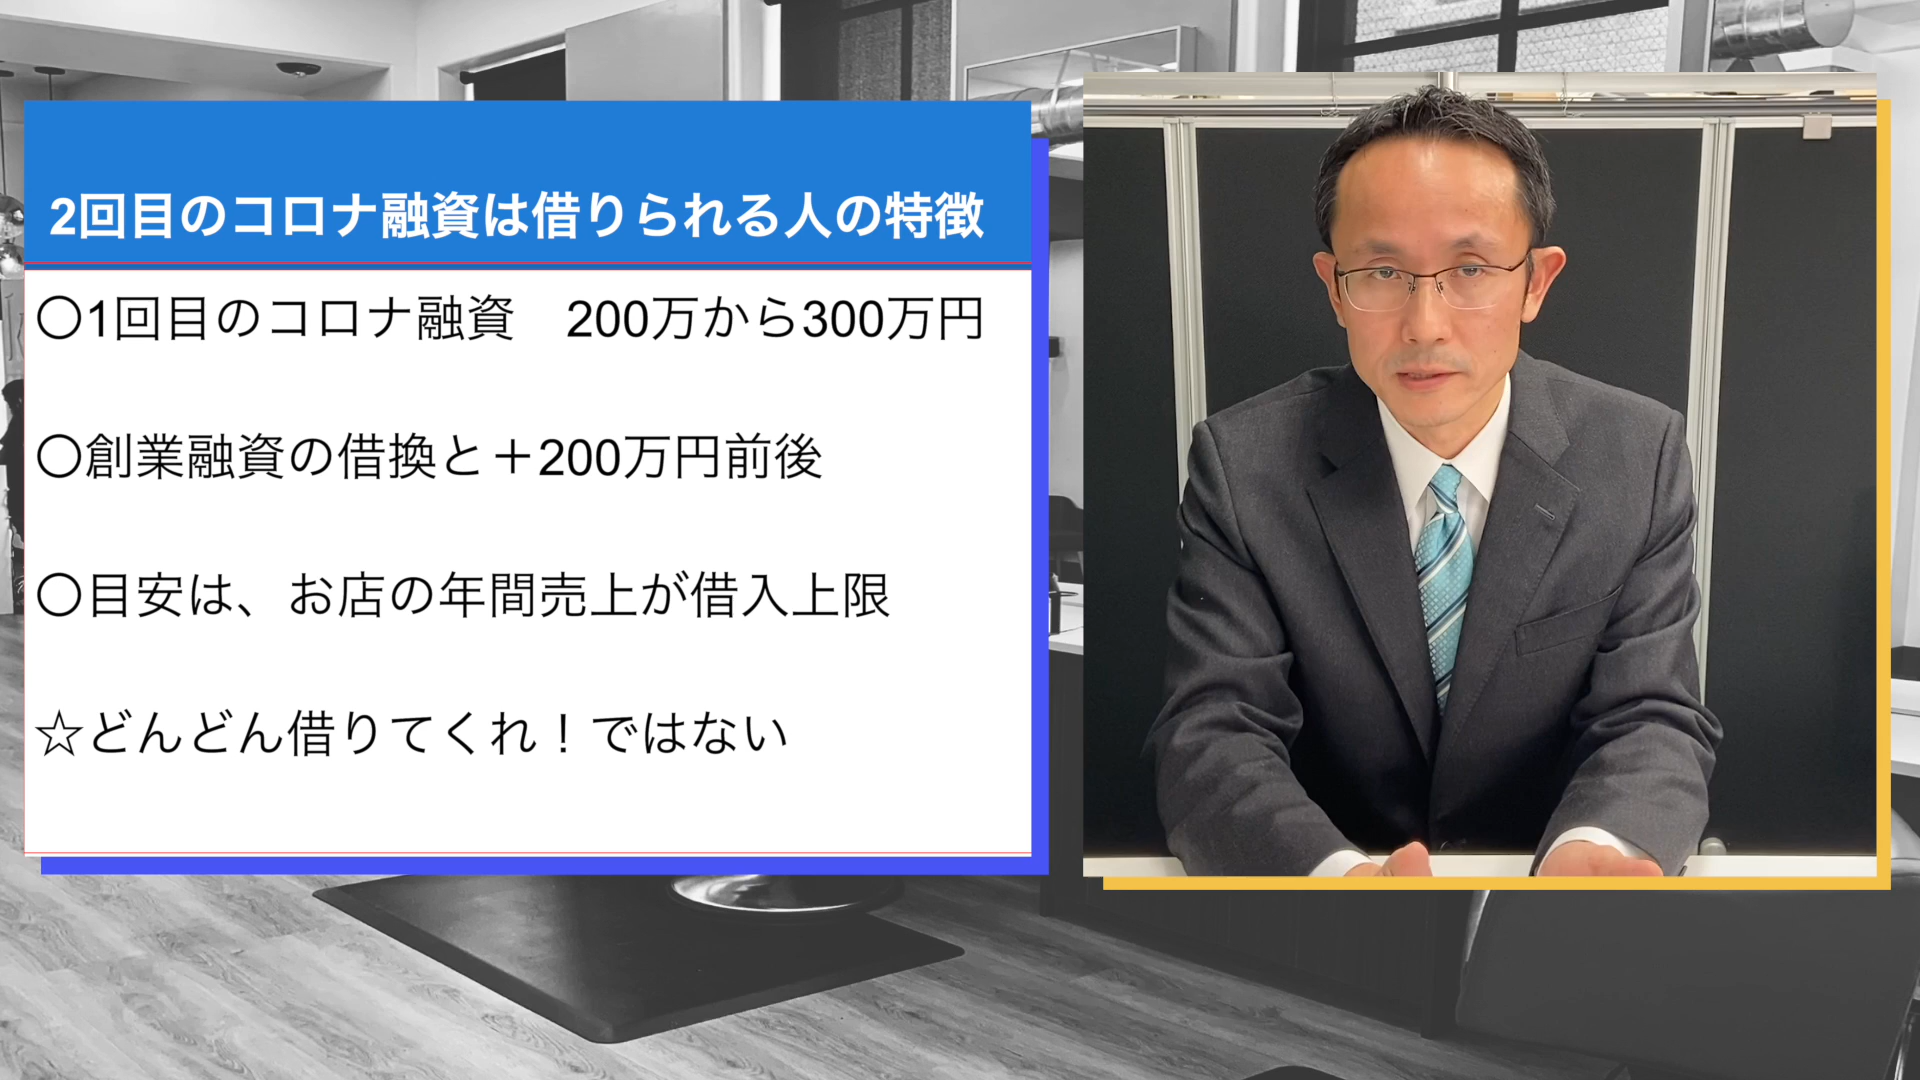 2回目のコロナ融資は借りられる人の特徴
〇1回目のコロナ融資　200万から300万円
〇創業融資の借換と＋200万円前後
〇目安は、お店の年間売上が借入上限
☆どんどん借りてくれ！ではない